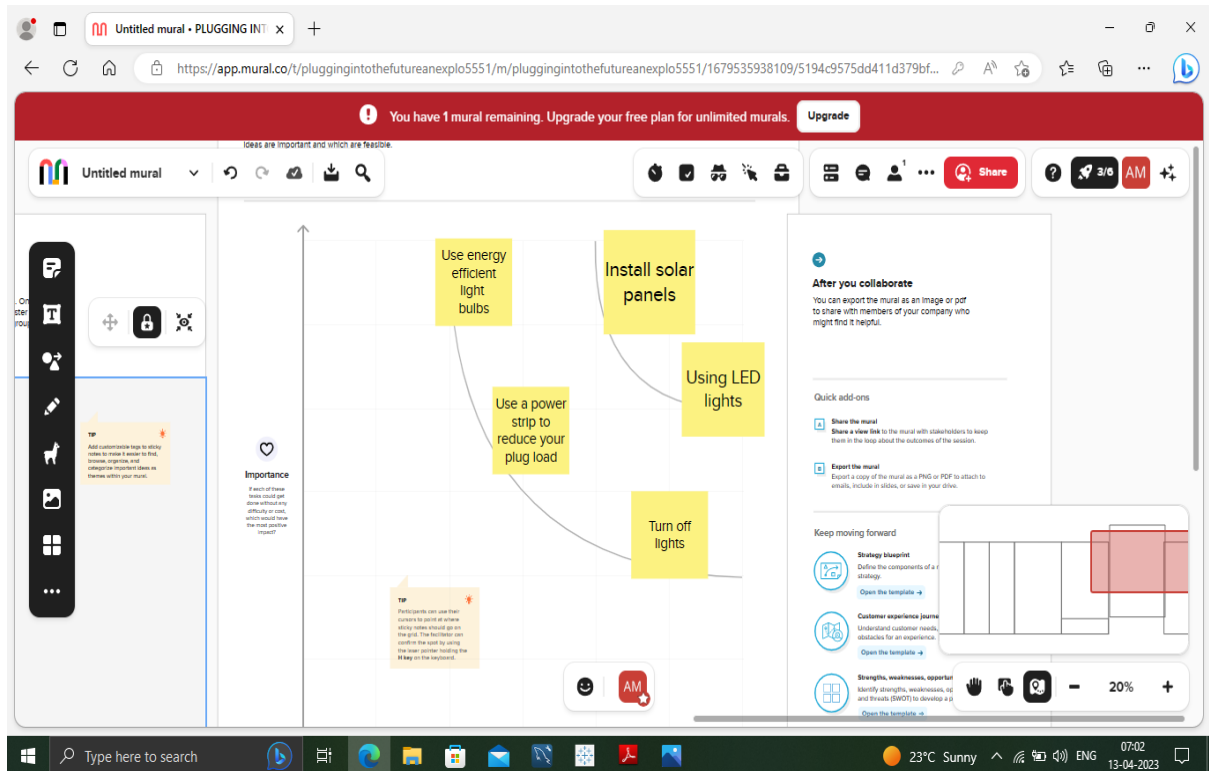 Untitled mural • PLUGGING INT
https://app.mural.co/t/pluggingintothefutureanexplo5551/m/pluggingintothefutureanexplo5551/1679535938109/5194c9575dd411d379bf...
You have 1 mural remaining. Upgrade your free plan for unlimited murals.
Upgrade
ideas are important and which are feasible.
Untitled mural
1
Share
3/6
AM
Use energy
efficient
light
bulbs
Install solar
panels
Using LED
lights
Use a power
strip to
reduce your
plug load
Turn off
lights
TIP
Add customizable tags to sticky
notes to make it easier to find,
browse, organize, and
categorize important ideas as
themes within your mural.
Importance
If each of these
tasks could get
done without any
difficulty or cost,
which would have
the most positive
impact?
TIP
Participants can use their
cursors to point at where
sticky notes should go on
the grid. The facilitator can
confirm the spot by using
the laser pointer holding the
H key on the keyboard.
AM
After you collaborate
You can export the mural as an image or pdf
to share with members of your company who
might find it helpful.
Quick add-ons
A
Share the mural
Share a view link to the mural with stakeholders to keep
them in the loop about the outcomes of the session.
B
Export the mural
Export a copy of the mural as a PNG or PDF to attach to
emails, include in slides, or save in your drive.
Keep moving forward
Strategy blueprint
Define the components of a
strategy.
Open the template →
Customer experience journe
Understand customer needs,
obstacles for an experience.
Open the template →
Strengths, weaknesses, opportun
Identify strengths, weaknesses, op
and threats (SWOT) to develop a p
Open the template →
20%
Type here to search
23°C Sunny
ENG
07:02
13-04-2023